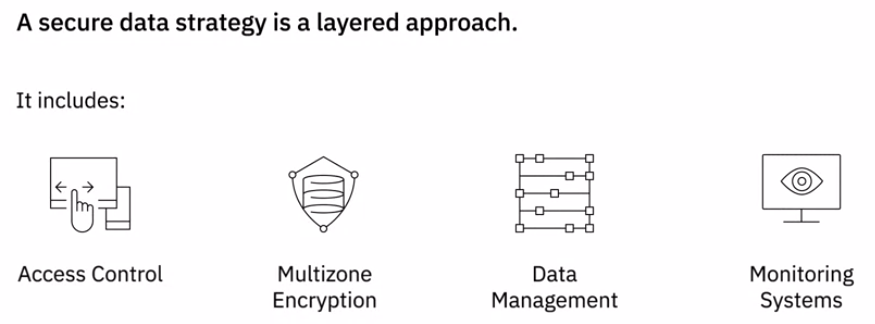 A secure data strategy is a layered approach.
It includes:
Access Control
Multizone
Encryption
Data
Management
Monitoring
Systems